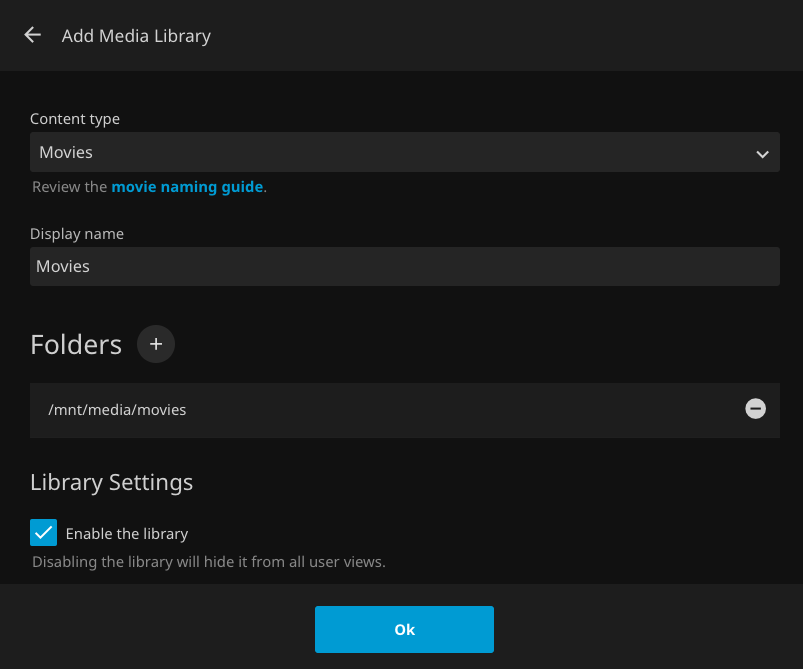 Add Media Library
Content type
Movies
Review the movie naming guide.
Display name
Movies
Folders
/mnt/media/movies
Library Settings
Enable the library
Disabling the library will hide it from all user views.
Ok